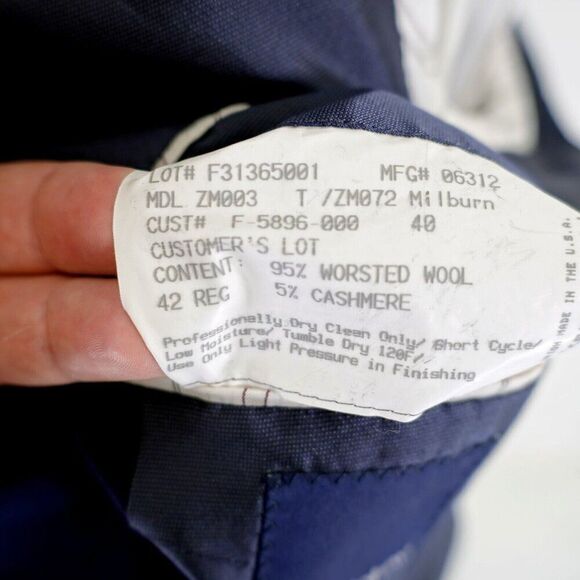 LOT# F31365001 MFG# 06312
MDL ZM003 T /ZM072 Milburn
CUST# F-5896-000 40
CUSTOMER'S LOT
CONTENT: 95% WORSTED WOOL
42 REG 5% CASHMERE
Professionally Dry Clean Only/ Short Cycle/
Low Moisture/ Tumble Dry 120F/
Use Only Light Pressure in Finishing
MADE IN THE U.S.A.